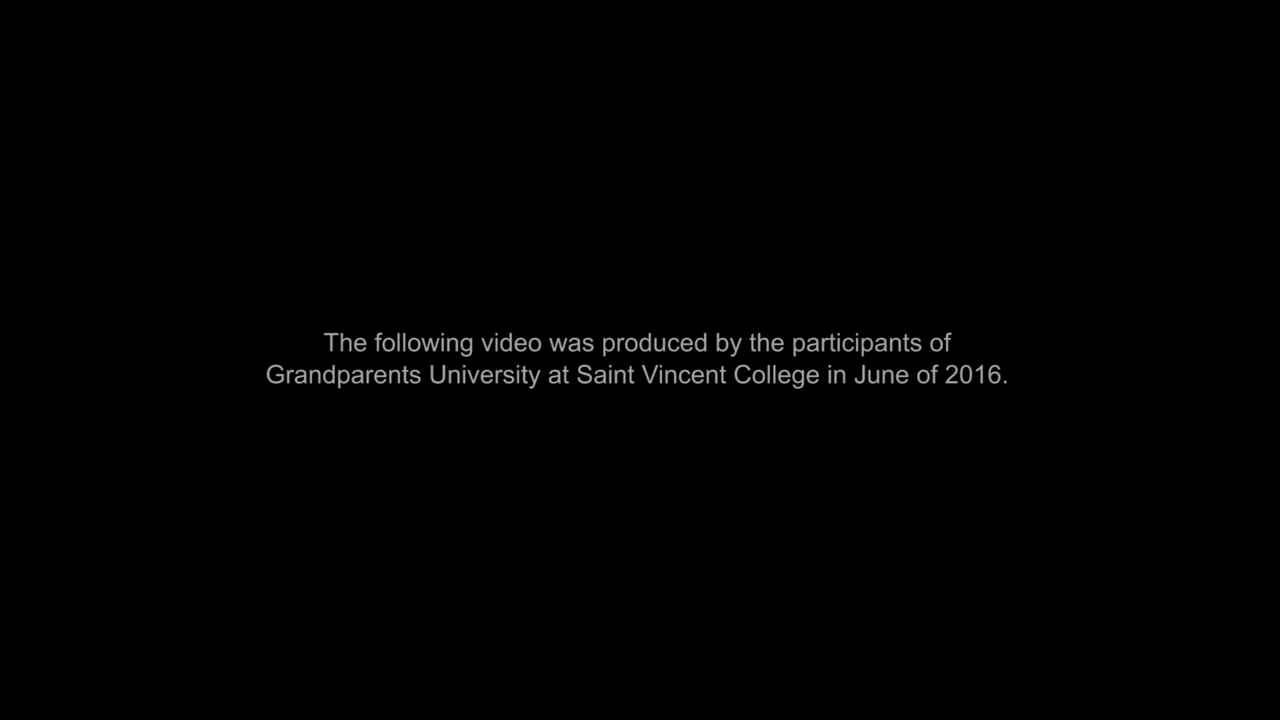 The following video was produced by the participants of
Grandparents University at Saint Vincent College in June of 2016.